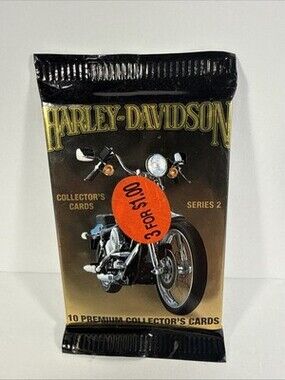 HARLEY-DAVIDSON
COLLECTOR'S
CARDS
SERIES 2
3 FOR $1.00
10 PREMIUM COLLECTOR'S CARDS